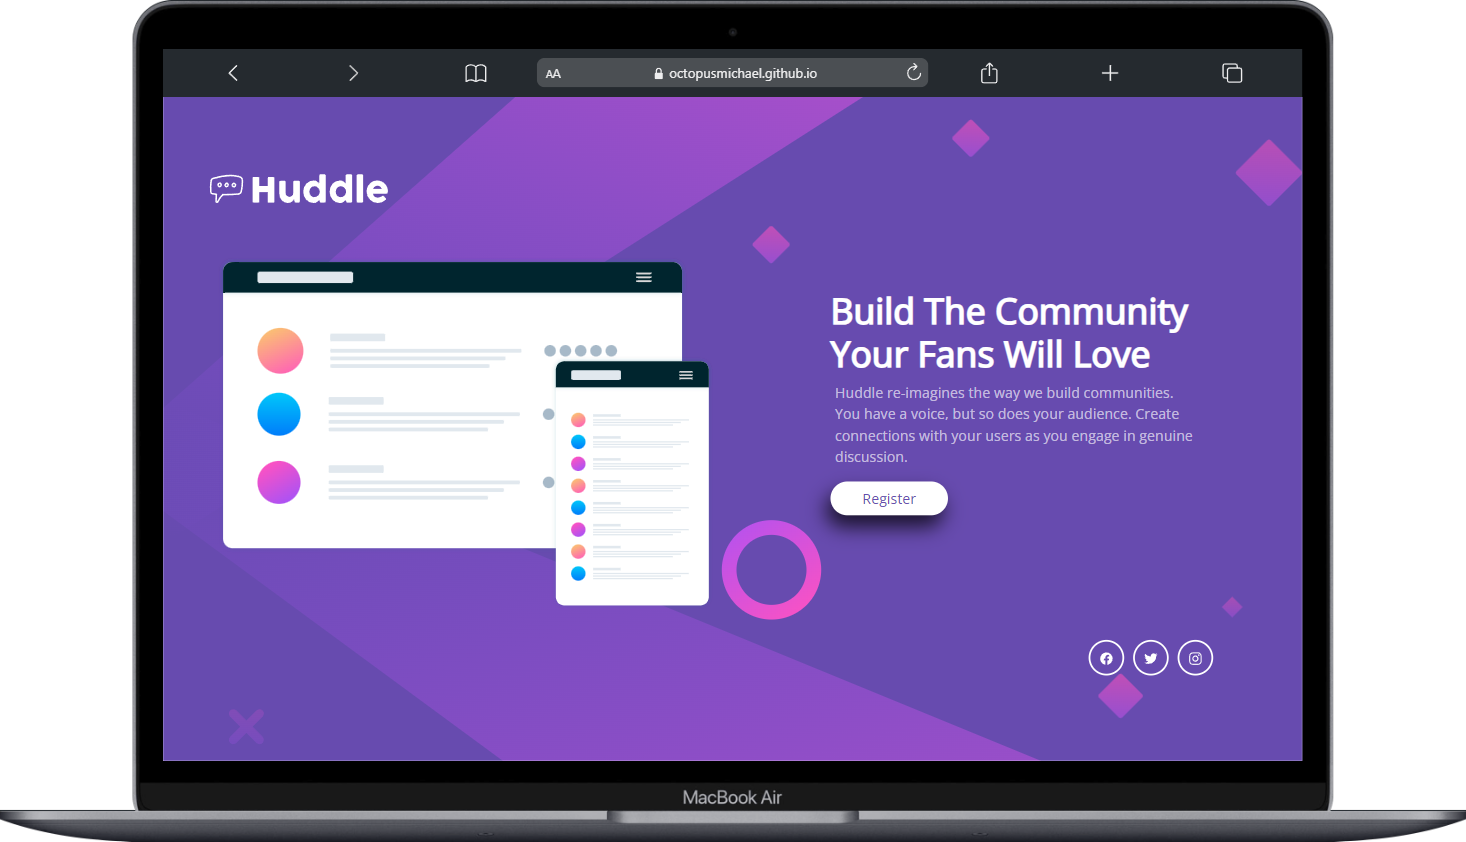 AA
octopusmichael.github.io
Huddle
Build The Community
Your Fans Will Love
Huddle re-imagines the way we build communities.
You have a voice, but so does your audience. Create
connections with your users as you engage in genuine
discussion.
Register
MacBook Air